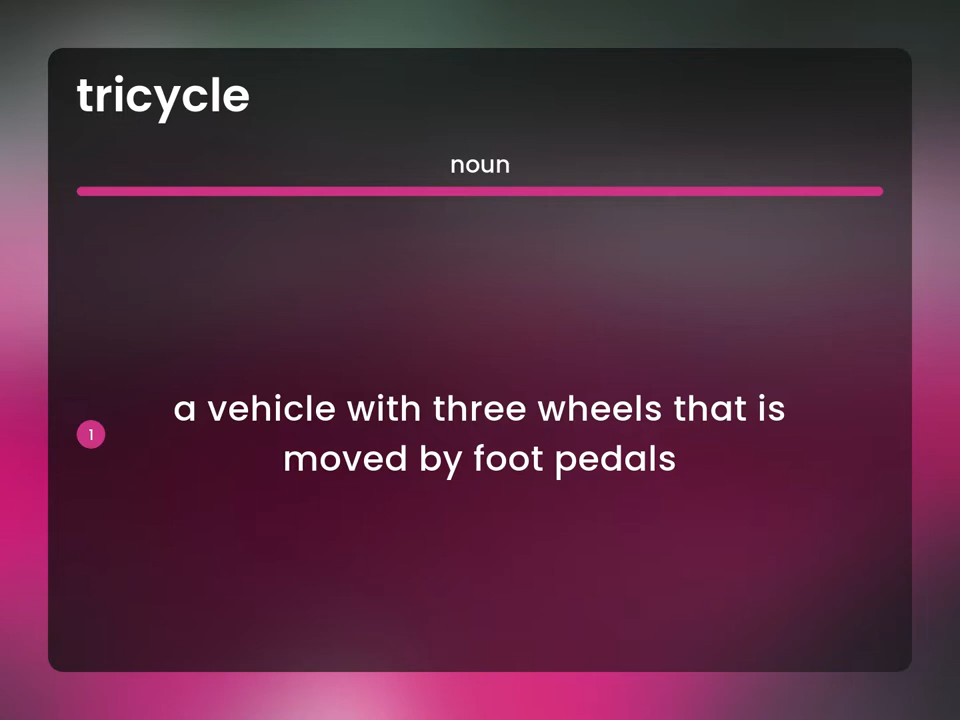 tricycle
noun
1
a vehicle with three wheels that is
moved by foot pedals